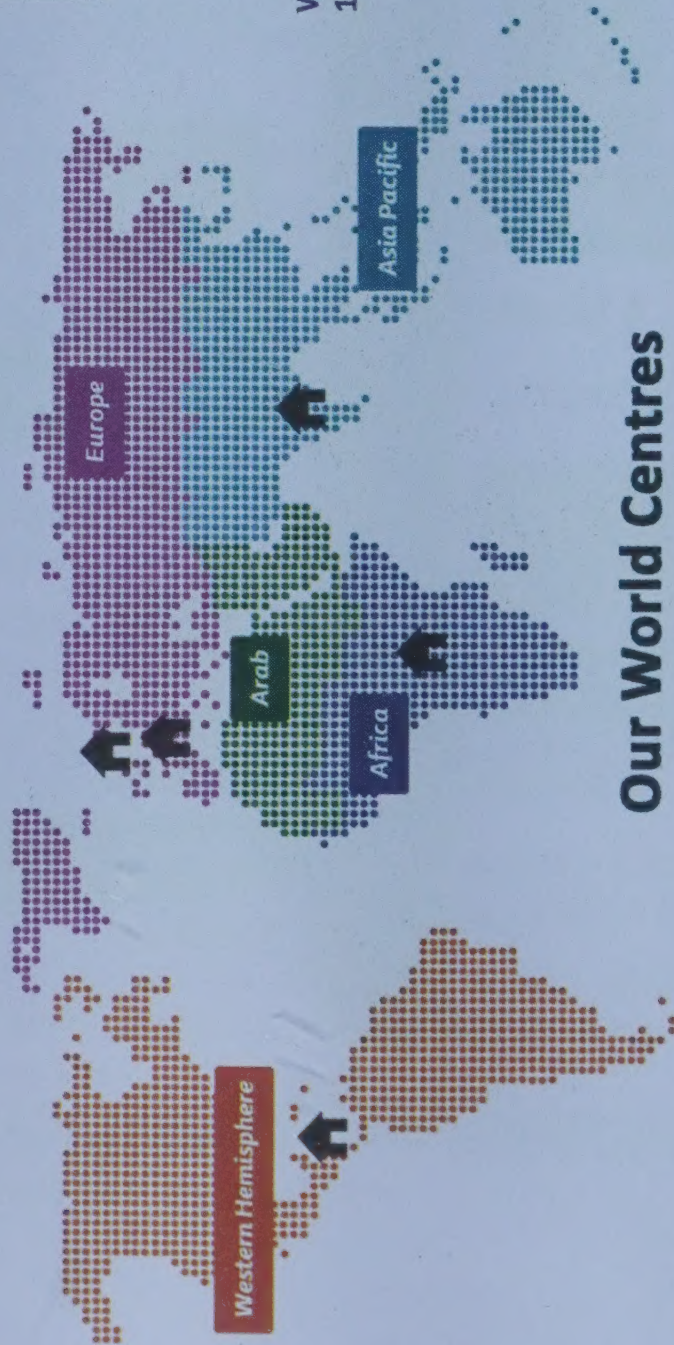 Europe
Asia Pacific
Arab
Africa
Western Hemisphere
Our World Centres